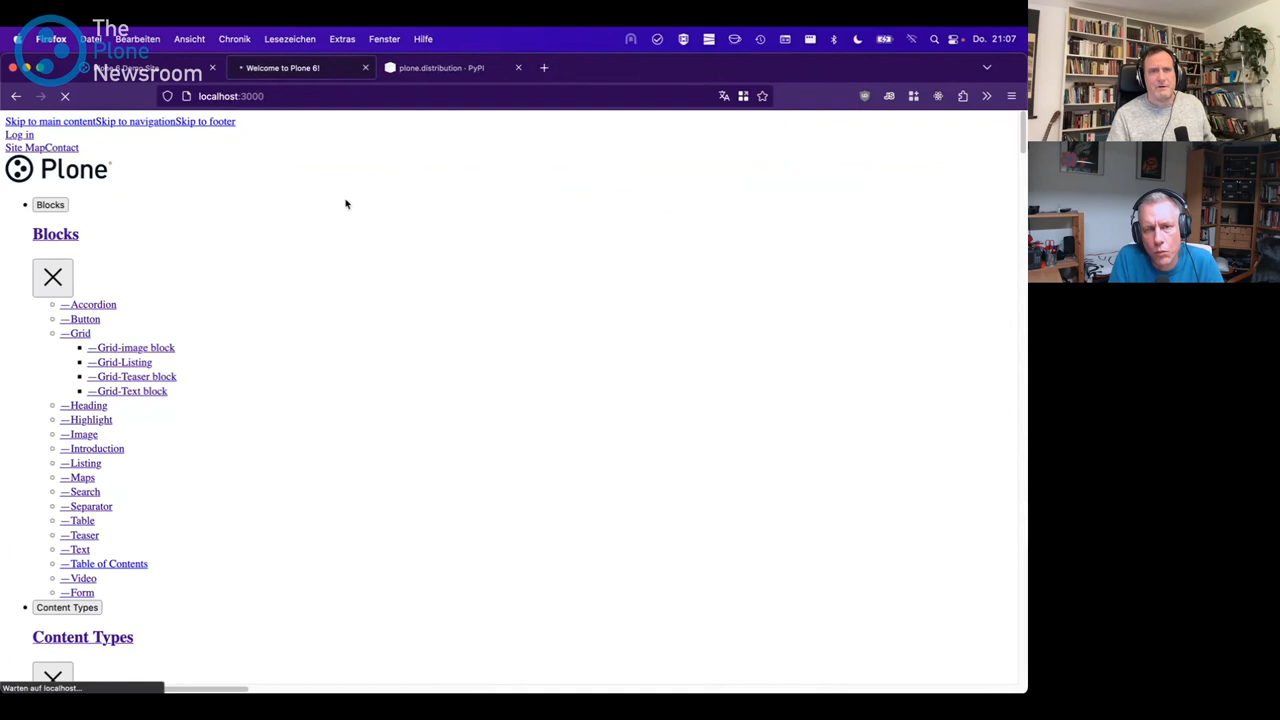 The
Plone
Newsroom
Firefox Datei Bearbeiten Ansicht Chronik Lesezeichen Extras Fenster Hilfe Do. 21:07
Welcome to Plone 6!
plone.distribution - PyPI
localhost:3000
Skip to main contentSkip to navigationSkip to footer
Log in
Site MapContact
Plone
Blocks
Blocks
—Accordion
—Button
—Grid
—Grid-image block
—Grid-Listing
—Grid-Teaser block
—Grid-Text block
—Heading
—Highlight
—Image
—Introduction
—Listing
—Maps
—Search
—Separator
—Table
—Teaser
—Text
—Table of Contents
—Video
—Form
Content Types
Content Types
Warten auf localhost...